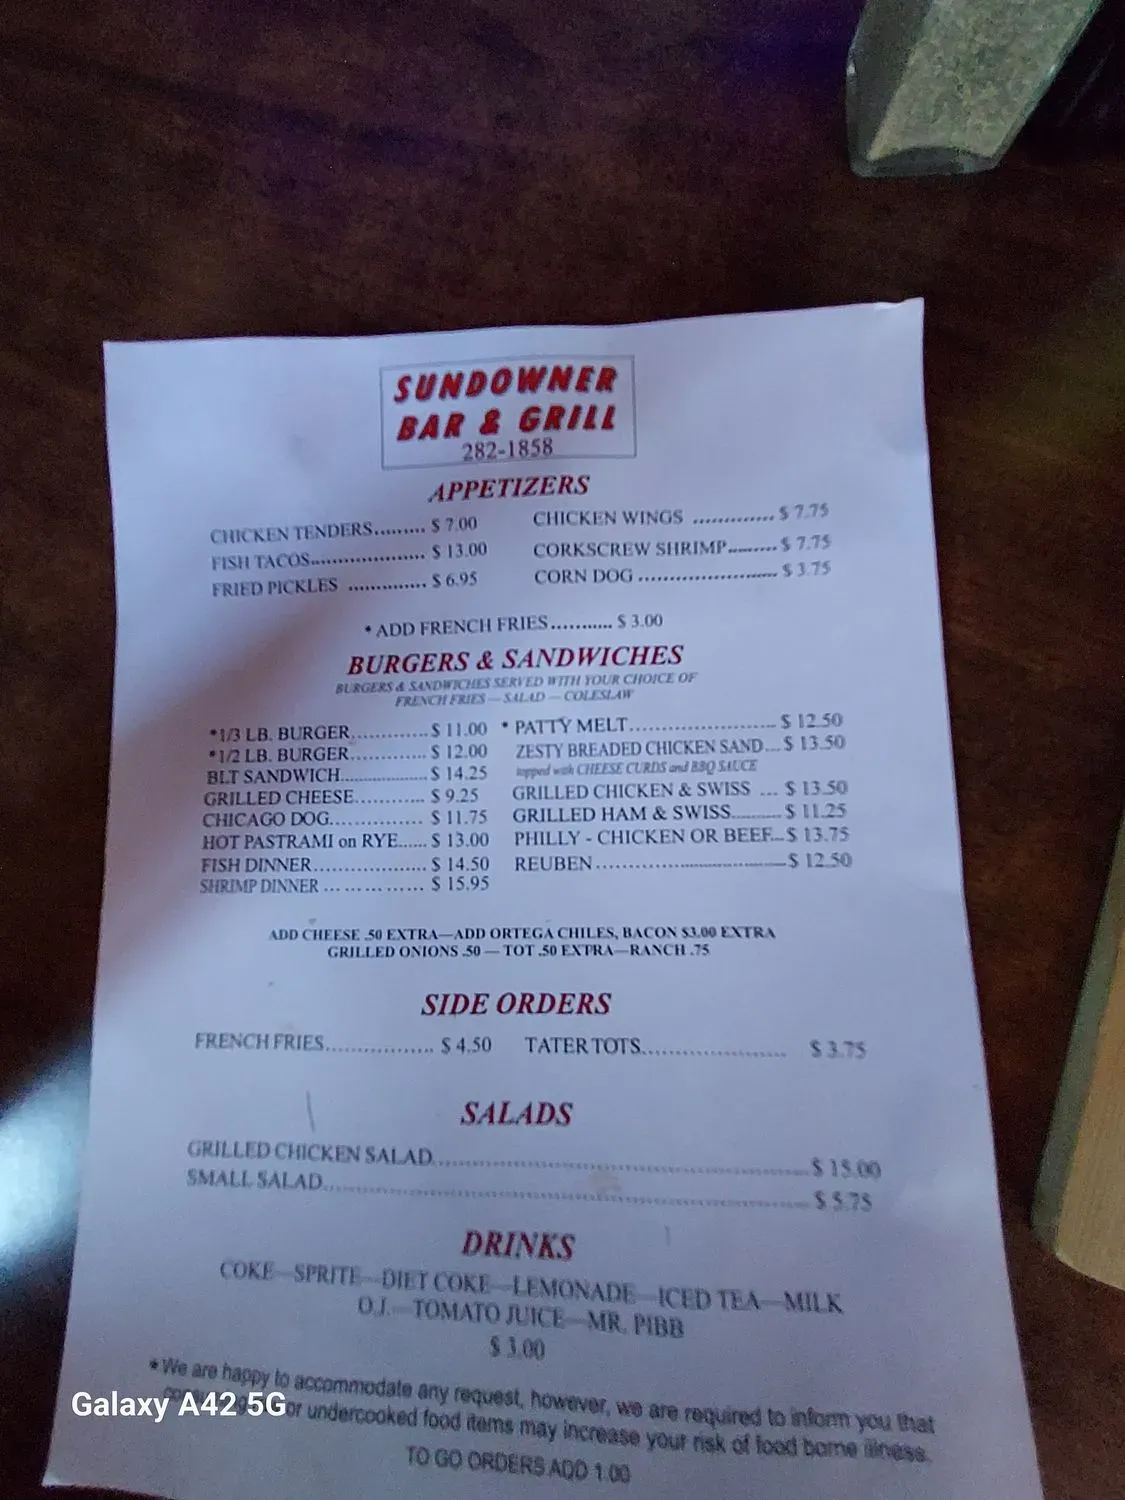 SUNDOWNER
BAR & GRILL
282-1858
APPETIZERS
CHICKEN TENDERS......... $ 7.00
FISH TACOS.................... $ 13.00
FRIED PICKLES .............. $ 6.95
CHICKEN WINGS ............. $ 7.75
CORKSCREW SHRIMP.......... $ 7.75
CORN DOG ........................ $ 3.75
* ADD FRENCH FRIES........... $ 3.00
BURGERS & SANDWICHES
BURGERS & SANDWICHES SERVED WITH YOUR CHOICE OF
FRENCH FRIES — SALAD — COLESLAW
*1/3 LB. BURGER............. $ 11.00
*1/2 LB. BURGER............. $ 12.00
BLT SANDWICH.................... $ 14.25
GRILLED CHEESE............ $ 9.25
CHICAGO DOG................ $ 11.75
HOT PASTRAMI on RYE...... $ 13.00
FISH DINNER.................... $ 14.50
SHRIMP DINNER ... ... ... ... ... $ 15.95
* PATTY MELT......................... $ 12.50
ZESTY BREADED CHICKEN SAND... $ 13.50
topped with CHEESE CURDS and BBQ SAUCE
GRILLED CHICKEN & SWISS ... $ 13.50
GRILLED HAM & SWISS........... $ 11.25
PHILLY - CHICKEN OR BEEF... $ 13.75
REUBEN................................ $ 12.50
ADD CHEESE .50 EXTRA—ADD ORTEGA CHILES, BACON $3.00 EXTRA
GRILLED ONIONS .50 — TOT .50 EXTRA—RANCH .75
SIDE ORDERS
FRENCH FRIES................. $ 4.50
TATER TOTS....................... $ 3.75
SALADS
GRILLED CHICKEN SALAD.................................................. $ 15.00
SMALL SALAD.................................................................. $ 5.75
DRINKS
COKE—SPRITE—DIET COKE—LEMONADE—ICED TEA—MILK
O.J.—TOMATO JUICE—MR. PIBB
$ 3.00
* We are happy to accommodate any request, however, we are required to inform you that
or undercooked food items may increase your risk of food borne illness.
TO GO ORDERS ADD 1.00
Galaxy A42 5G